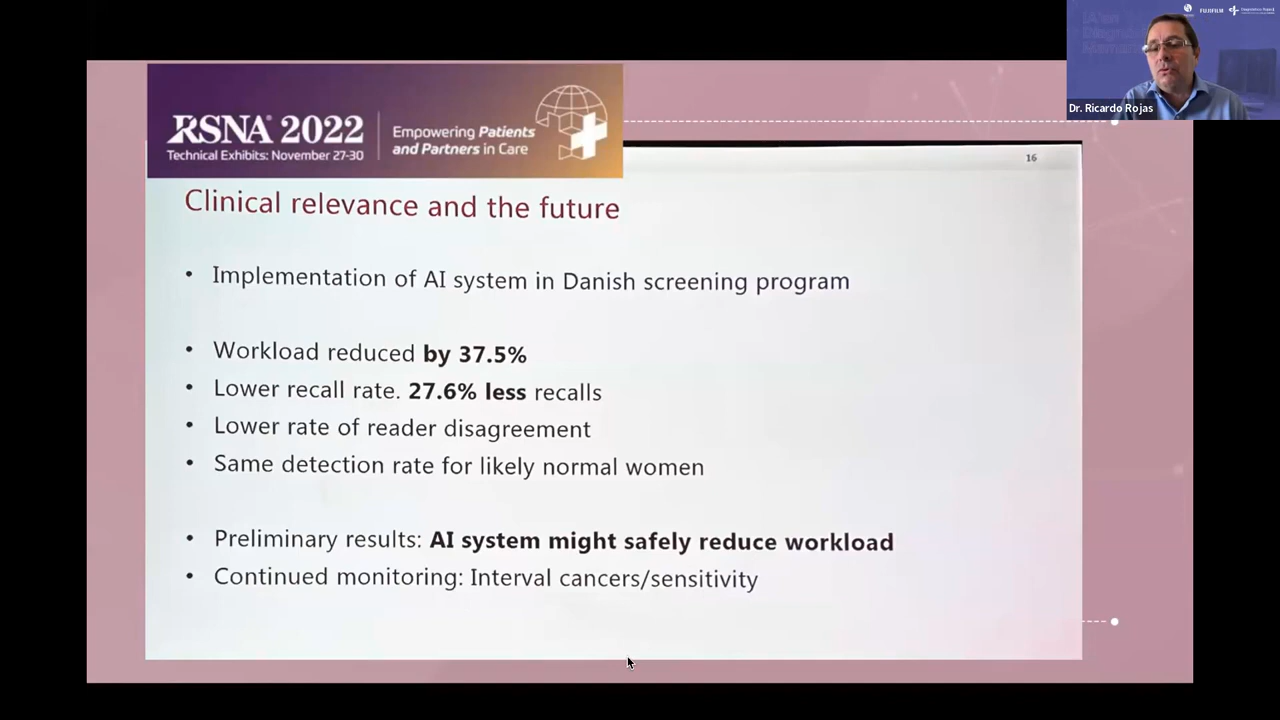 RSNA® 2022
Technical Exhibits: November 27-30
Empowering Patients
and Partners in Care
FUJIFILM
Dr. Ricardo Rojas
16
Clinical relevance and the future
• Implementation of AI system in Danish screening program
• Workload reduced by 37.5%
• Lower recall rate. 27.6% less recalls
• Lower rate of reader disagreement
• Same detection rate for likely normal women
• Preliminary results: AI system might safely reduce workload
• Continued monitoring: Interval cancers/sensitivity